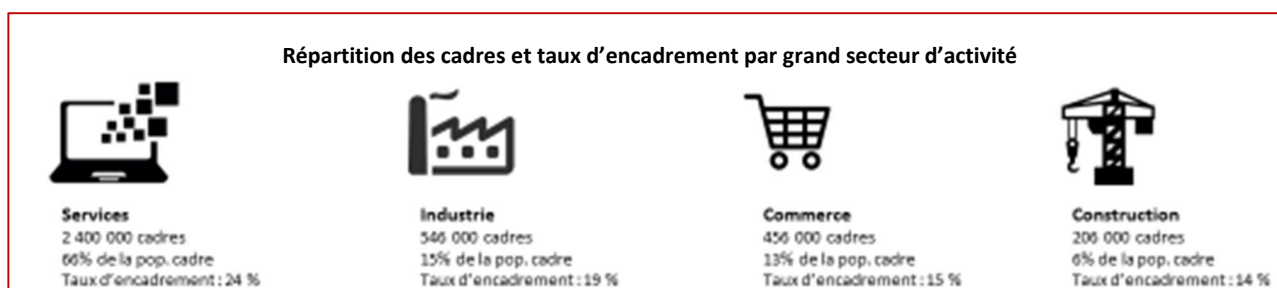 Répartition des cadres et taux d’encadrement par grand secteur d’activité
Services
2 400 000 cadres
66% de la pop. cadre
Taux d’encadrement : 24 %
Industrie
546 000 cadres
15% de la pop. cadre
Taux d’encadrement : 19 %
Commerce
456 000 cadres
13% de la pop. cadre
Taux d’encadrement : 15 %
Construction
206 000 cadres
6% de la pop. cadre
Taux d’encadrement : 14 %